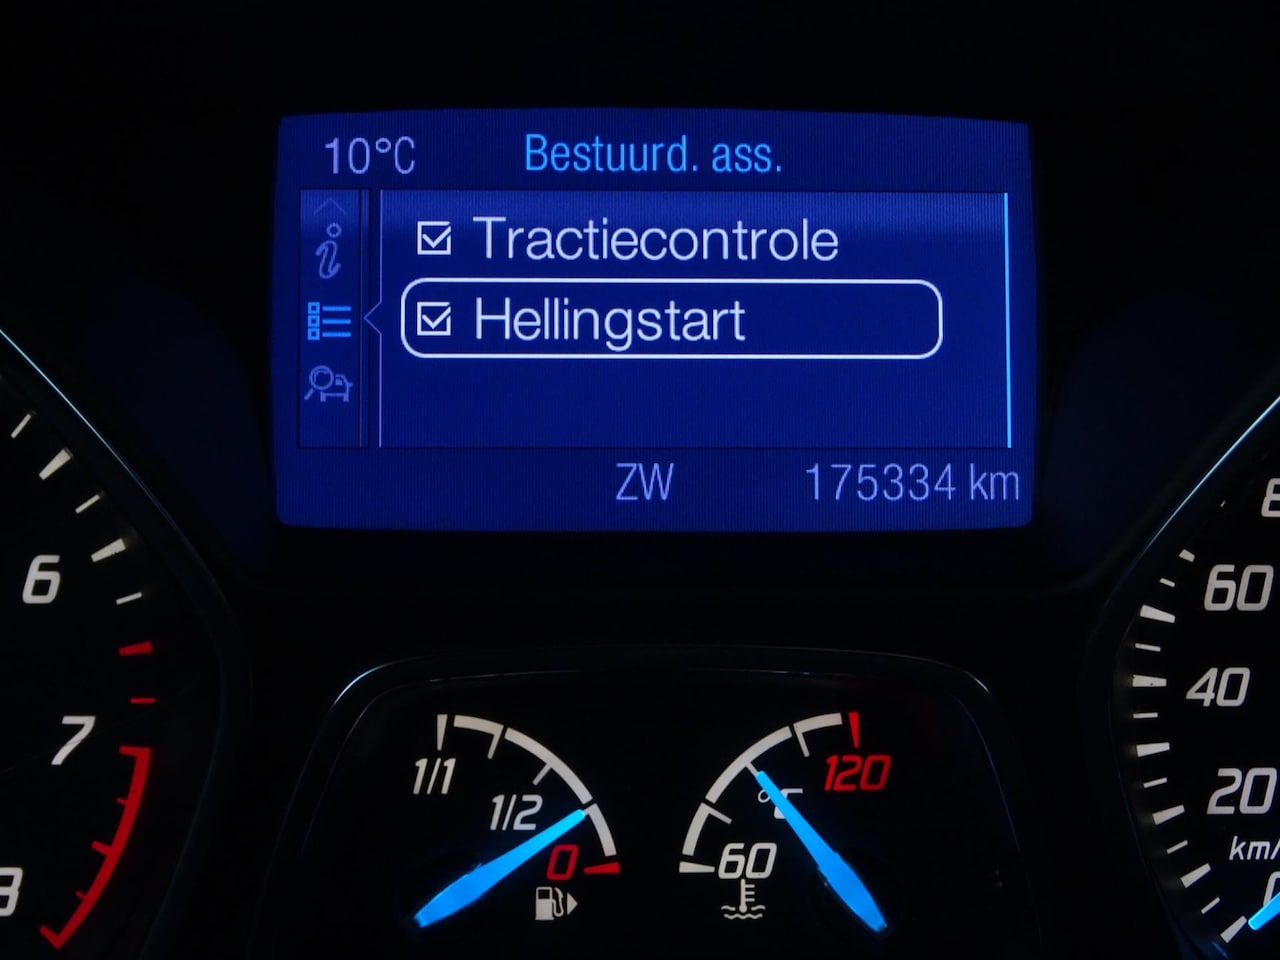 10°C Bestuurd. ass.
Tractiecontrole
Hellingstart
ZW 175334 km
6
7
1/1
1/2
0
60
°C
120
60
40
20
km/